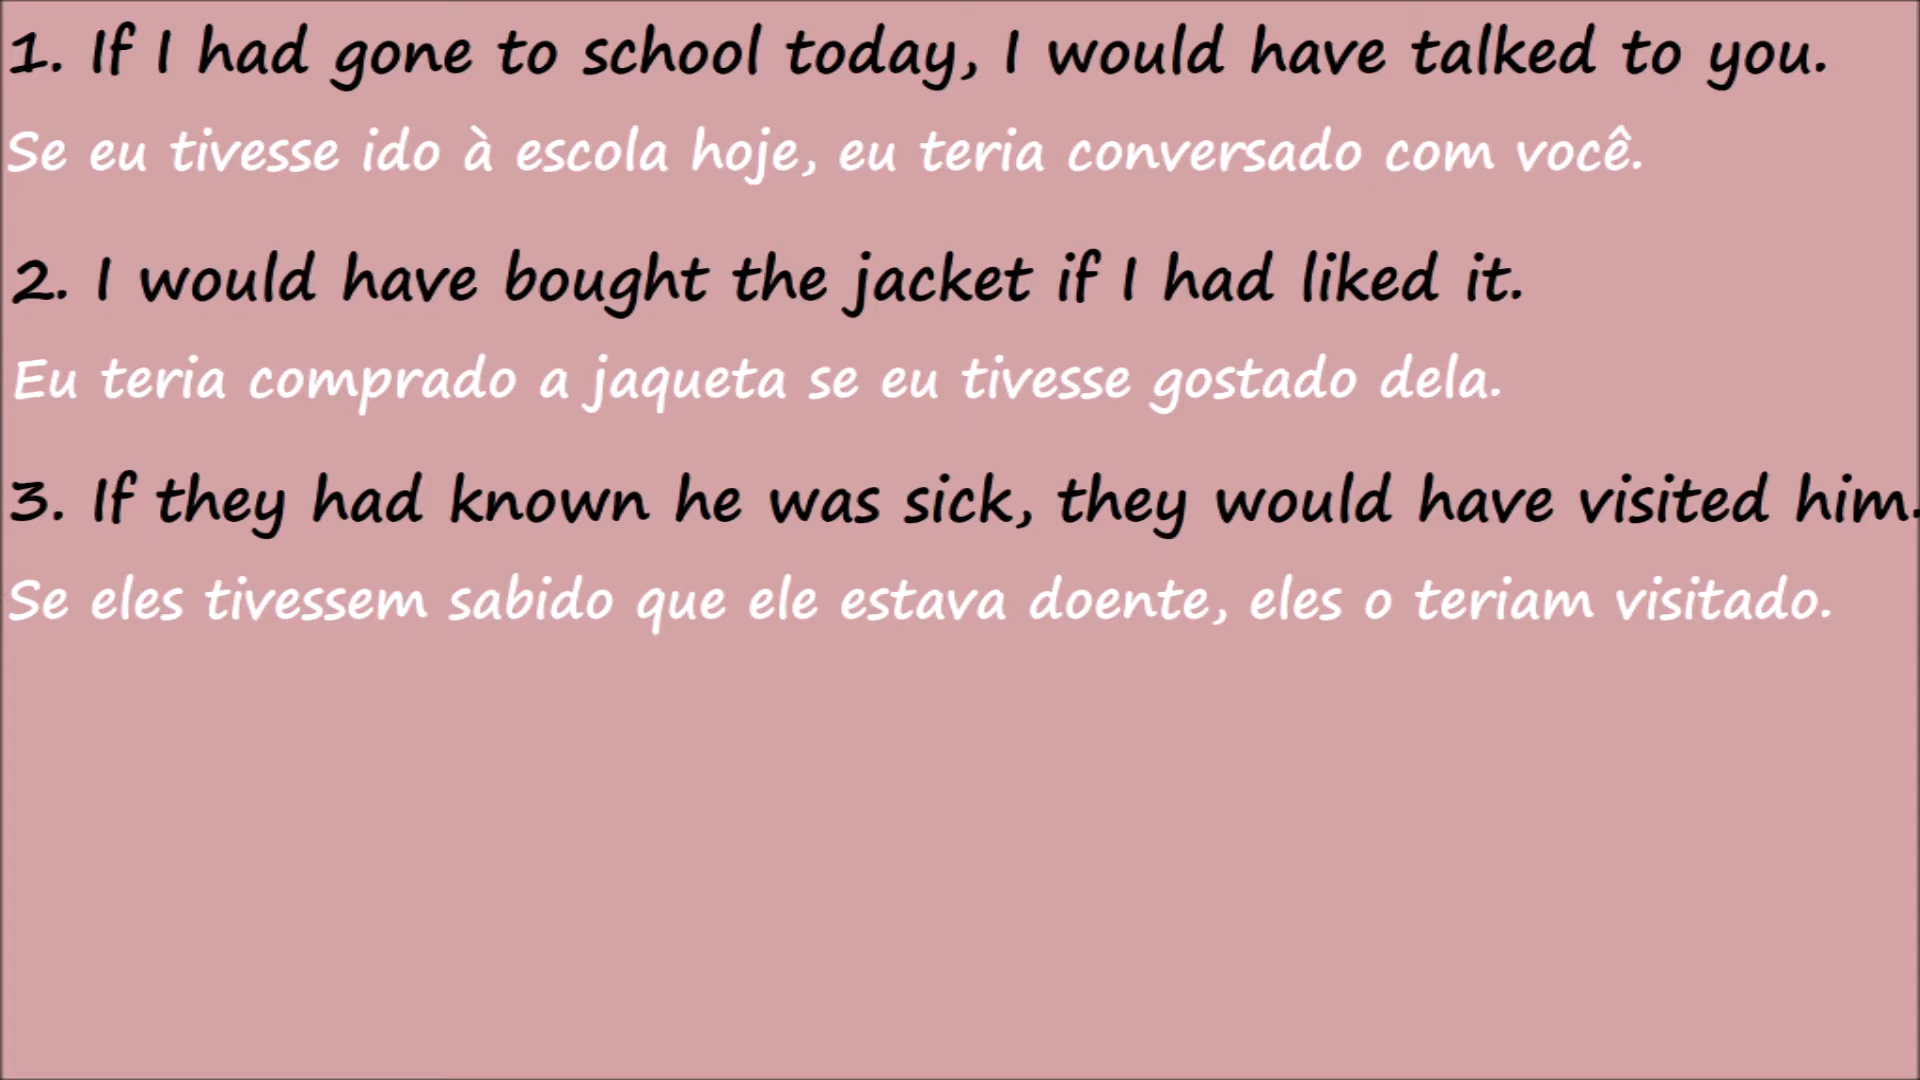 1. If I had gone to school today, I would have talked to you.
Se eu tivesse ido à escola hoje, eu teria conversado com você.
2. I would have bought the jacket if I had liked it.
Eu teria comprado a jaqueta se eu tivesse gostado dela.
3. If they had known he was sick, they would have visited him.
Se eles tivessem sabido que ele estava doente, eles o teriam visitado.